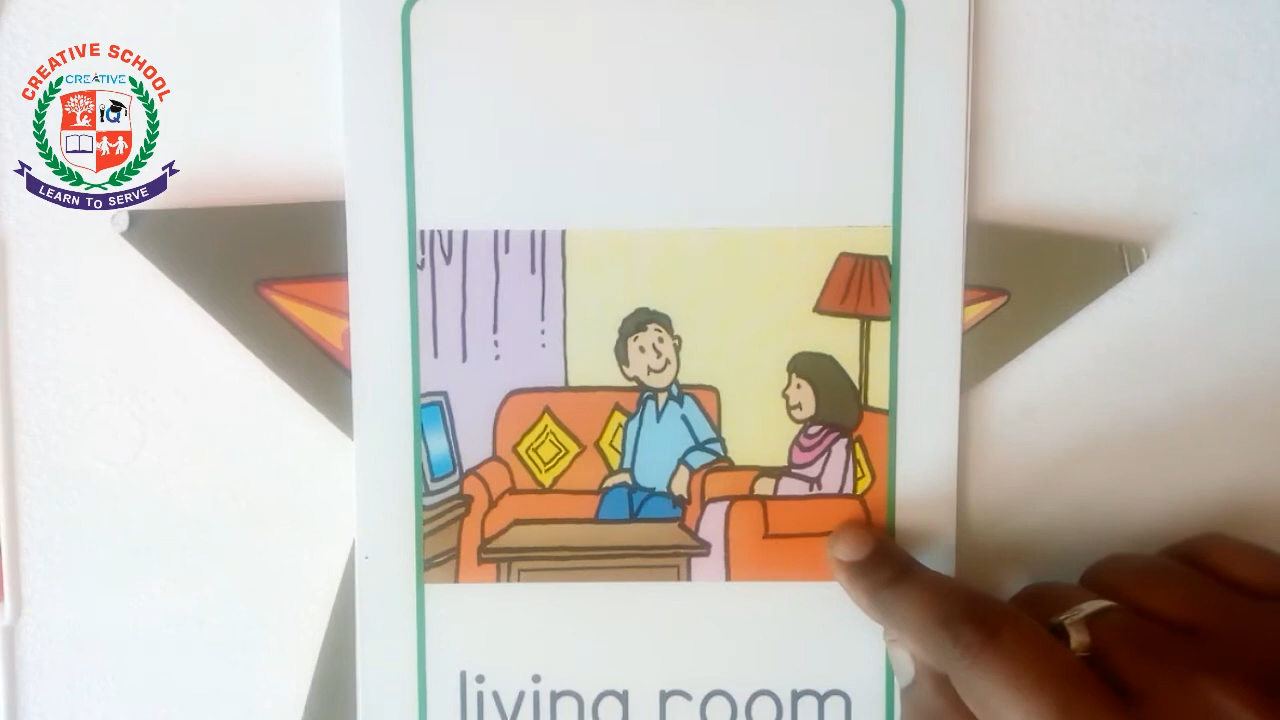 CREATIVE SCHOOL
CREATIVE
iQ
LEARN TO SERVE
living room